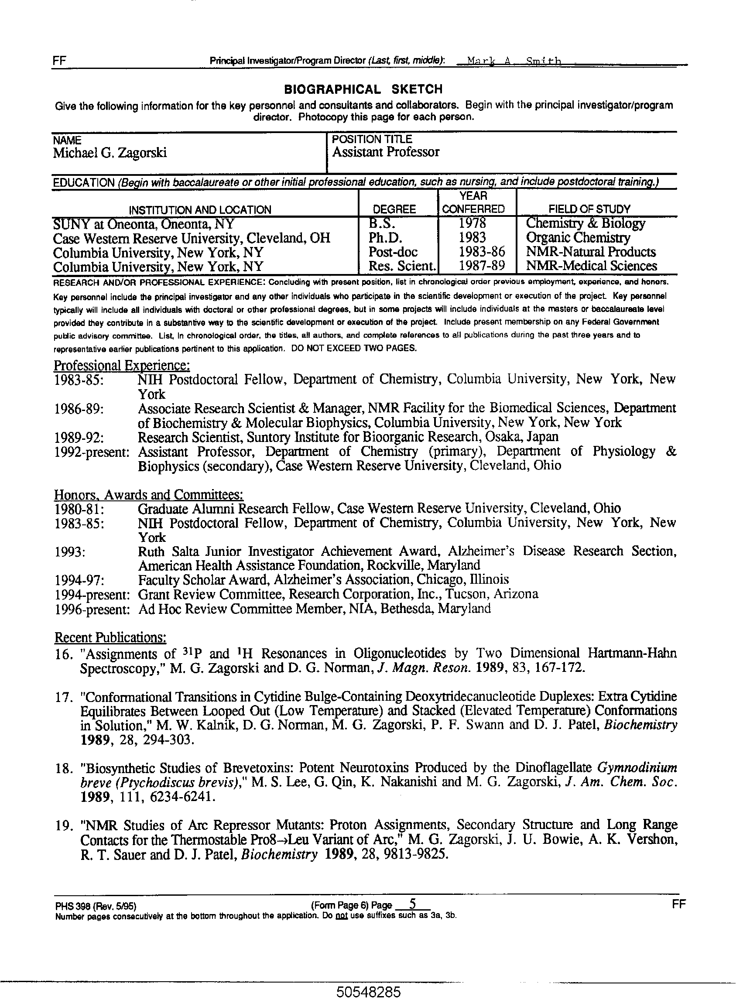 FF Principal Investigator/Program Director (Last, first, middle): Mark A. Smith
BIOGRAPHICAL SKETCH
Give the following information for the key personnel and consultants and collaborators. Begin with the principal investigator/program
director. Photocopy this page for each person.
NAME POSITION TITLE
Michael G. Zagorski Assistant Professor
EDUCATION (Begin with baccalaureate or other initial professional education, such as nursing, and include postdoctoral training.)
INSTITUTION AND LOCATION DEGREE YEAR CONFERRED FIELD OF STUDY
SUNY at Oneonta, Oneonta, NY B.S. 1978 Chemistry & Biology
Case Western Reserve University, Cleveland, OH Ph.D. 1983 Organic Chemistry
Columbia University, New York, NY Post-doc 1983-86 NMR-Natural Products
Columbia University, New York, NY Res. Scient. 1987-89 NMR-Medical Sciences
RESEARCH AND/OR PROFESSIONAL EXPERIENCE: Concluding with present position, list in chronological order previous employment, experience, and honors.
Key personnel include the principal investigator and any other individuals who participate in the scientific development or execution of the project. Key personnel
typically will include all individuals with doctoral or other professional degrees, but in some projects will include individuals at the masters or baccalaureate level
provided they contribute in a substantive way to the scientific development or execution of the project. Include present membership on any Federal Government
public advisory committee. List, in chronological order, the titles, all authors, and complete references to all publications during the past three years and to
representative earlier publications pertinent to this application. DO NOT EXCEED TWO PAGES.
Professional Experience:
1983-85: NIH Postdoctoral Fellow, Department of Chemistry, Columbia University, New York, New
York
1986-89: Associate Research Scientist & Manager, NMR Facility for the Biomedical Sciences, Department
of Biochemistry & Molecular Biophysics, Columbia University, New York, New York
1989-92: Research Scientist, Suntory Institute for Bioorganic Research, Osaka, Japan
1992-present: Assistant Professor, Department of Chemistry (primary), Department of Physiology &
Biophysics (secondary), Case Western Reserve University, Cleveland, Ohio
Honors, Awards and Committees:
1980-81: Graduate Alumni Research Fellow, Case Western Reserve University, Cleveland, Ohio
1983-85: NIH Postdoctoral Fellow, Department of Chemistry, Columbia University, New York, New
York
1993: Ruth Salta Junior Investigator Achievement Award, Alzheimer's Disease Research Section,
American Health Assistance Foundation, Rockville, Maryland
1994-97: Faculty Scholar Award, Alzheimer's Association, Chicago, Illinois
1994-present: Grant Review Committee, Research Corporation, Inc., Tucson, Arizona
1996-present: Ad Hoc Review Committee Member, NIA, Bethesda, Maryland
Recent Publications:
16. "Assignments of ³¹P and ¹H Resonances in Oligonucleotides by Two Dimensional Hartmann-Hahn
Spectroscopy," M. G. Zagorski and D. G. Norman, J. Magn. Reson. 1989, 83, 167-172.
17. "Conformational Transitions in Cytidine Bulge-Containing Deoxytridecanucleotide Duplexes: Extra Cytidine
Equilibrates Between Looped Out (Low Temperature) and Stacked (Elevated Temperature) Conformations
in Solution," M. W. Kalnik, D. G. Norman, M. G. Zagorski, P. F. Swann and D. J. Patel, Biochemistry
1989, 28, 294-303.
18. "Biosynthetic Studies of Brevetoxins: Potent Neurotoxins Produced by the Dinoflagellate Gymnodinium
breve (Ptychodiscus brevis)," M. S. Lee, G. Qin, K. Nakanishi and M. G. Zagorski, J. Am. Chem. Soc.
1989, 111, 6234-6241.
19. "NMR Studies of Arc Repressor Mutants: Proton Assignments, Secondary Structure and Long Range
Contacts for the Thermostable Pro8→Leu Variant of Arc," M. G. Zagorski, J. U. Bowie, A. K. Vershon,
R. T. Sauer and D. J. Patel, Biochemistry 1989, 28, 9813-9825.
PHS 398 (Rev. 5/95) (Form Page 6) Page 5 FF
Number pages consecutively at the bottom throughout the application. Do not use suffixes such as 3a, 3b.
50548285